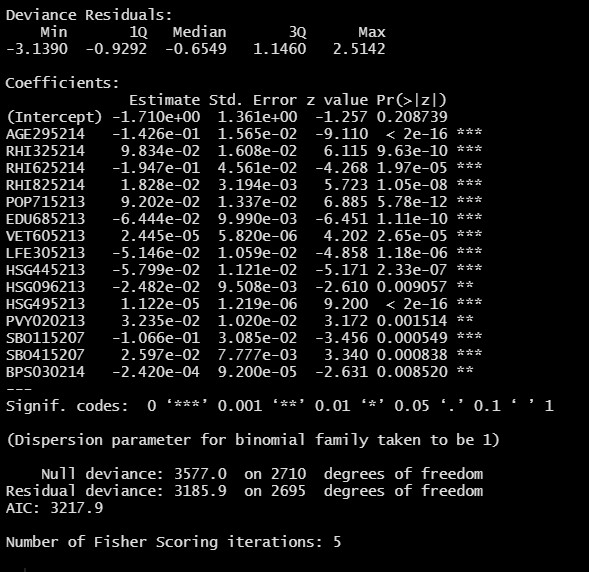 Deviance Residuals:
Min 1Q Median 3Q Max
-3.1390 -0.9292 -0.6549 1.1460 2.5142
Coefficients:
Estimate Std. Error z value Pr(>|z|)
(Intercept) -1.710e+00 1.361e+00 -1.257 0.208739
AGE295214 -1.426e-01 1.565e-02 -9.110 < 2e-16 ***
RHI325214 9.834e-02 1.608e-02 6.115 9.63e-10 ***
RHI625214 -1.947e-01 4.561e-02 -4.268 1.97e-05 ***
RHI825214 1.828e-02 3.194e-03 5.723 1.05e-08 ***
POP715213 9.202e-02 1.337e-02 6.885 5.78e-12 ***
EDU685213 -6.444e-02 9.990e-03 -6.451 1.11e-10 ***
VET605213 2.445e-05 5.820e-06 4.202 2.65e-05 ***
LFE305213 -5.146e-02 1.059e-02 -4.858 1.18e-06 ***
HSG445213 -5.799e-02 1.121e-02 -5.171 2.33e-07 ***
HSG096213 -2.482e-02 9.508e-03 -2.610 0.009057 **
HSG495213 1.122e-05 1.219e-06 9.200 < 2e-16 ***
PVY020213 3.235e-02 1.020e-02 3.172 0.001514 **
SBO115207 -1.066e-01 3.085e-02 -3.456 0.000549 ***
SBO415207 2.597e-02 7.777e-03 3.340 0.000838 ***
BPS030214 -2.420e-04 9.200e-05 -2.631 0.008520 **
---
Signif. codes: 0 ‘***’ 0.001 ‘**’ 0.01 ‘*’ 0.05 ‘.’ 0.1 ‘ ’ 1
(Dispersion parameter for binomial family taken to be 1)
Null deviance: 3577.0 on 2710 degrees of freedom
Residual deviance: 3185.9 on 2695 degrees of freedom
AIC: 3217.9
Number of Fisher Scoring iterations: 5